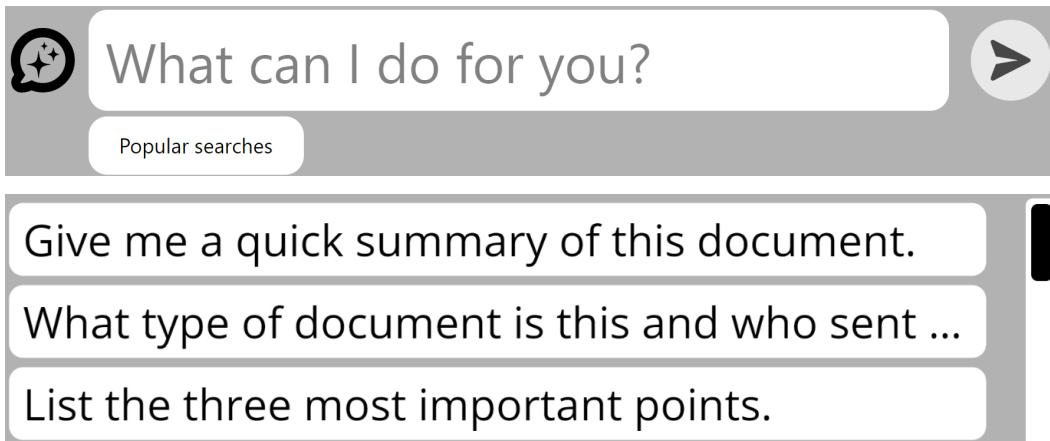 What can I do for you?
Popular searches
Give me a quick summary of this document.
What type of document is this and who sent ...
List the three most important points.